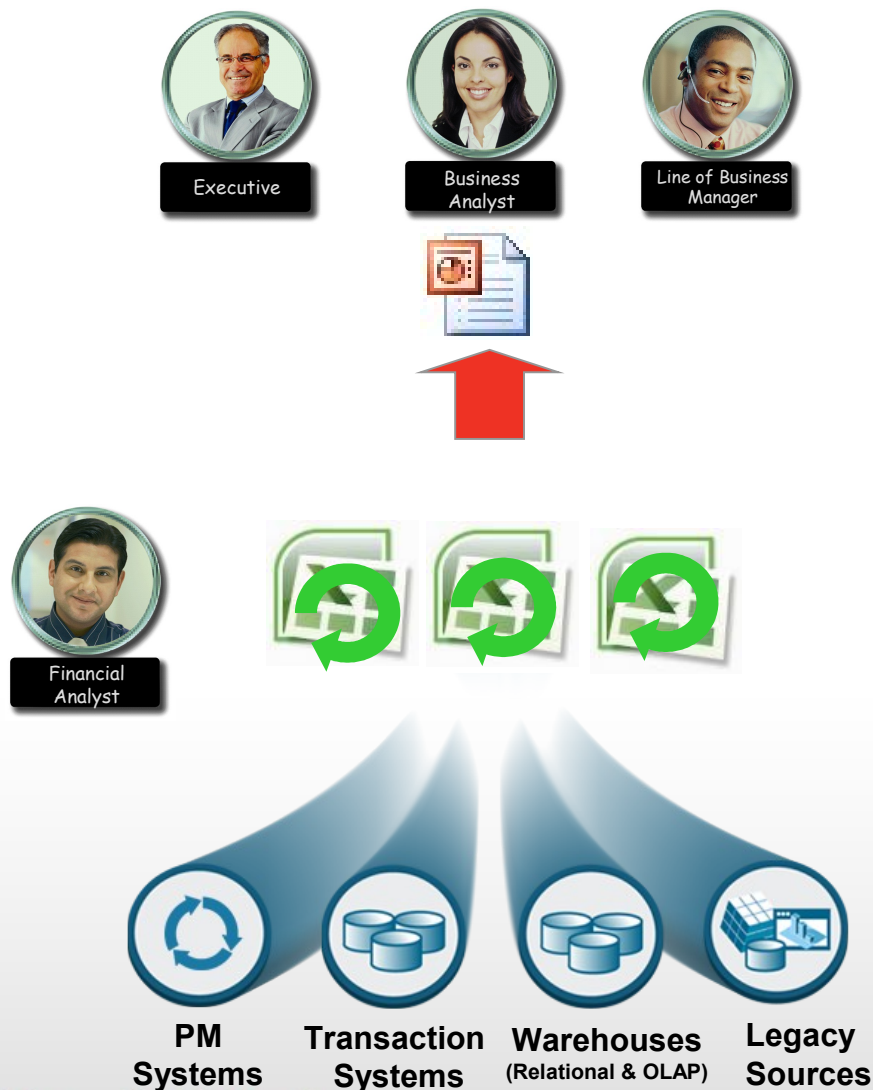 Executive
Business
Analyst
Line of Business
Manager
Financial
Analyst
PM
Systems
Transaction
Systems
Warehouses
(Relational & OLAP)
Legacy
Sources